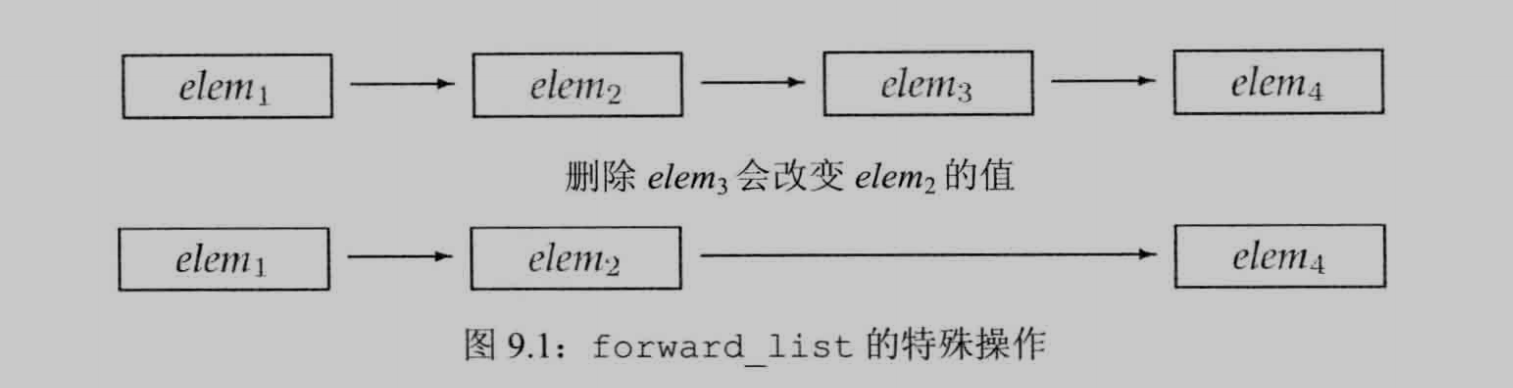 elem₁ elem₂ elem₃ elem₄
删除 elem₃ 会改变 elem₂ 的值
elem₁ elem₂ elem₄
图 9.1：forward_list 的特殊操作